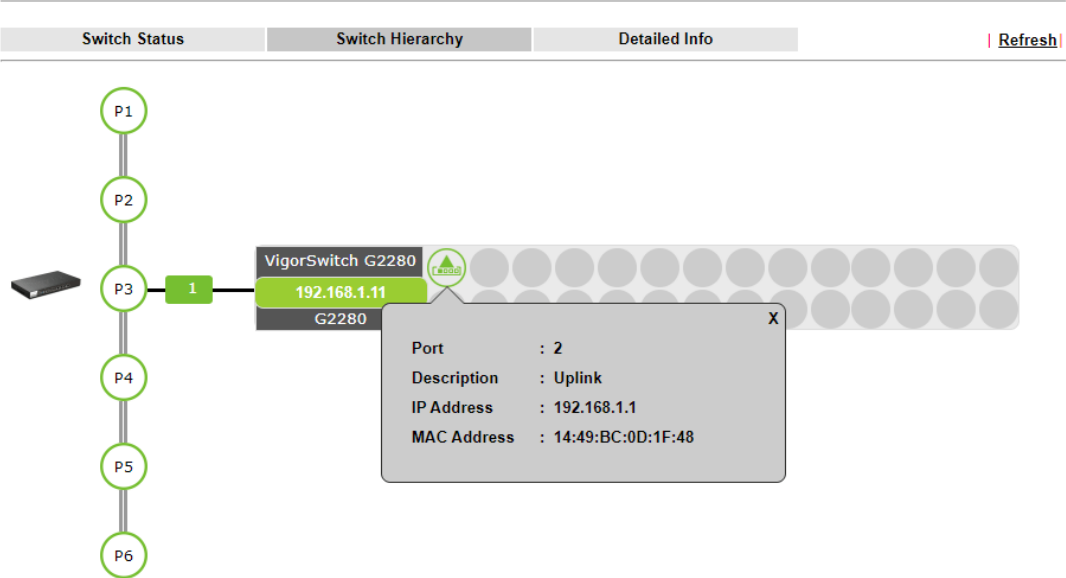 Switch Status Switch Hierarchy Detailed Info | Refresh |
P1
P2
VigorSwitch G2280
P3 1 192.168.1.11
G2280
X
Port : 2
Description : Uplink
IP Address : 192.168.1.1
MAC Address : 14:49:BC:0D:1F:48
P4
P5
P6